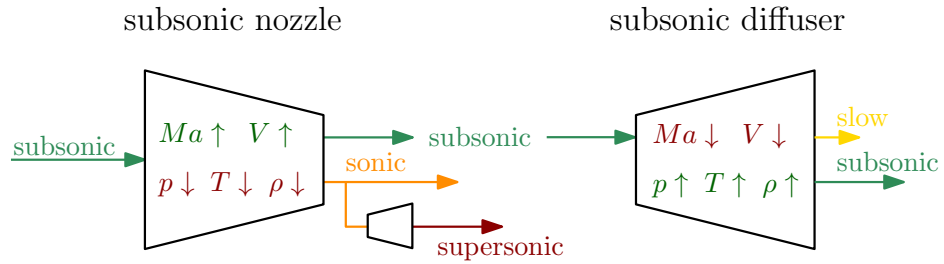 subsonic nozzle
subsonic diffuser
subsonic
Ma ↑ V ↑
p ↓ T ↓ ρ ↓
subsonic
sonic
supersonic
Ma ↓ V ↓
p ↑ T ↑ ρ ↑
slow
subsonic